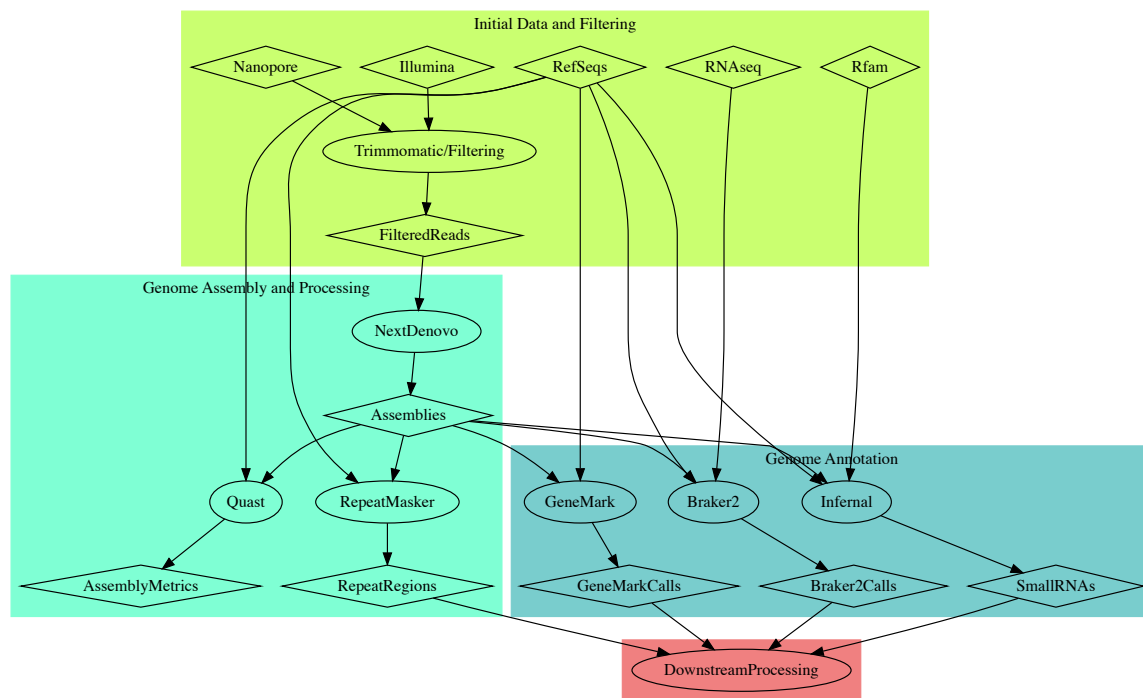 Initial Data and Filtering
Nanopore
Illumina
RefSeqs
RNAseq
Rfam
Trimmomatic/Filtering
FilteredReads
Genome Assembly and Processing
NextDenovo
Assemblies
Genome Annotation
Quast
RepeatMasker
GeneMark
Braker2
Infernal
AssemblyMetrics
RepeatRegions
GeneMarkCalls
Braker2Calls
SmallRNAs
DownstreamProcessing